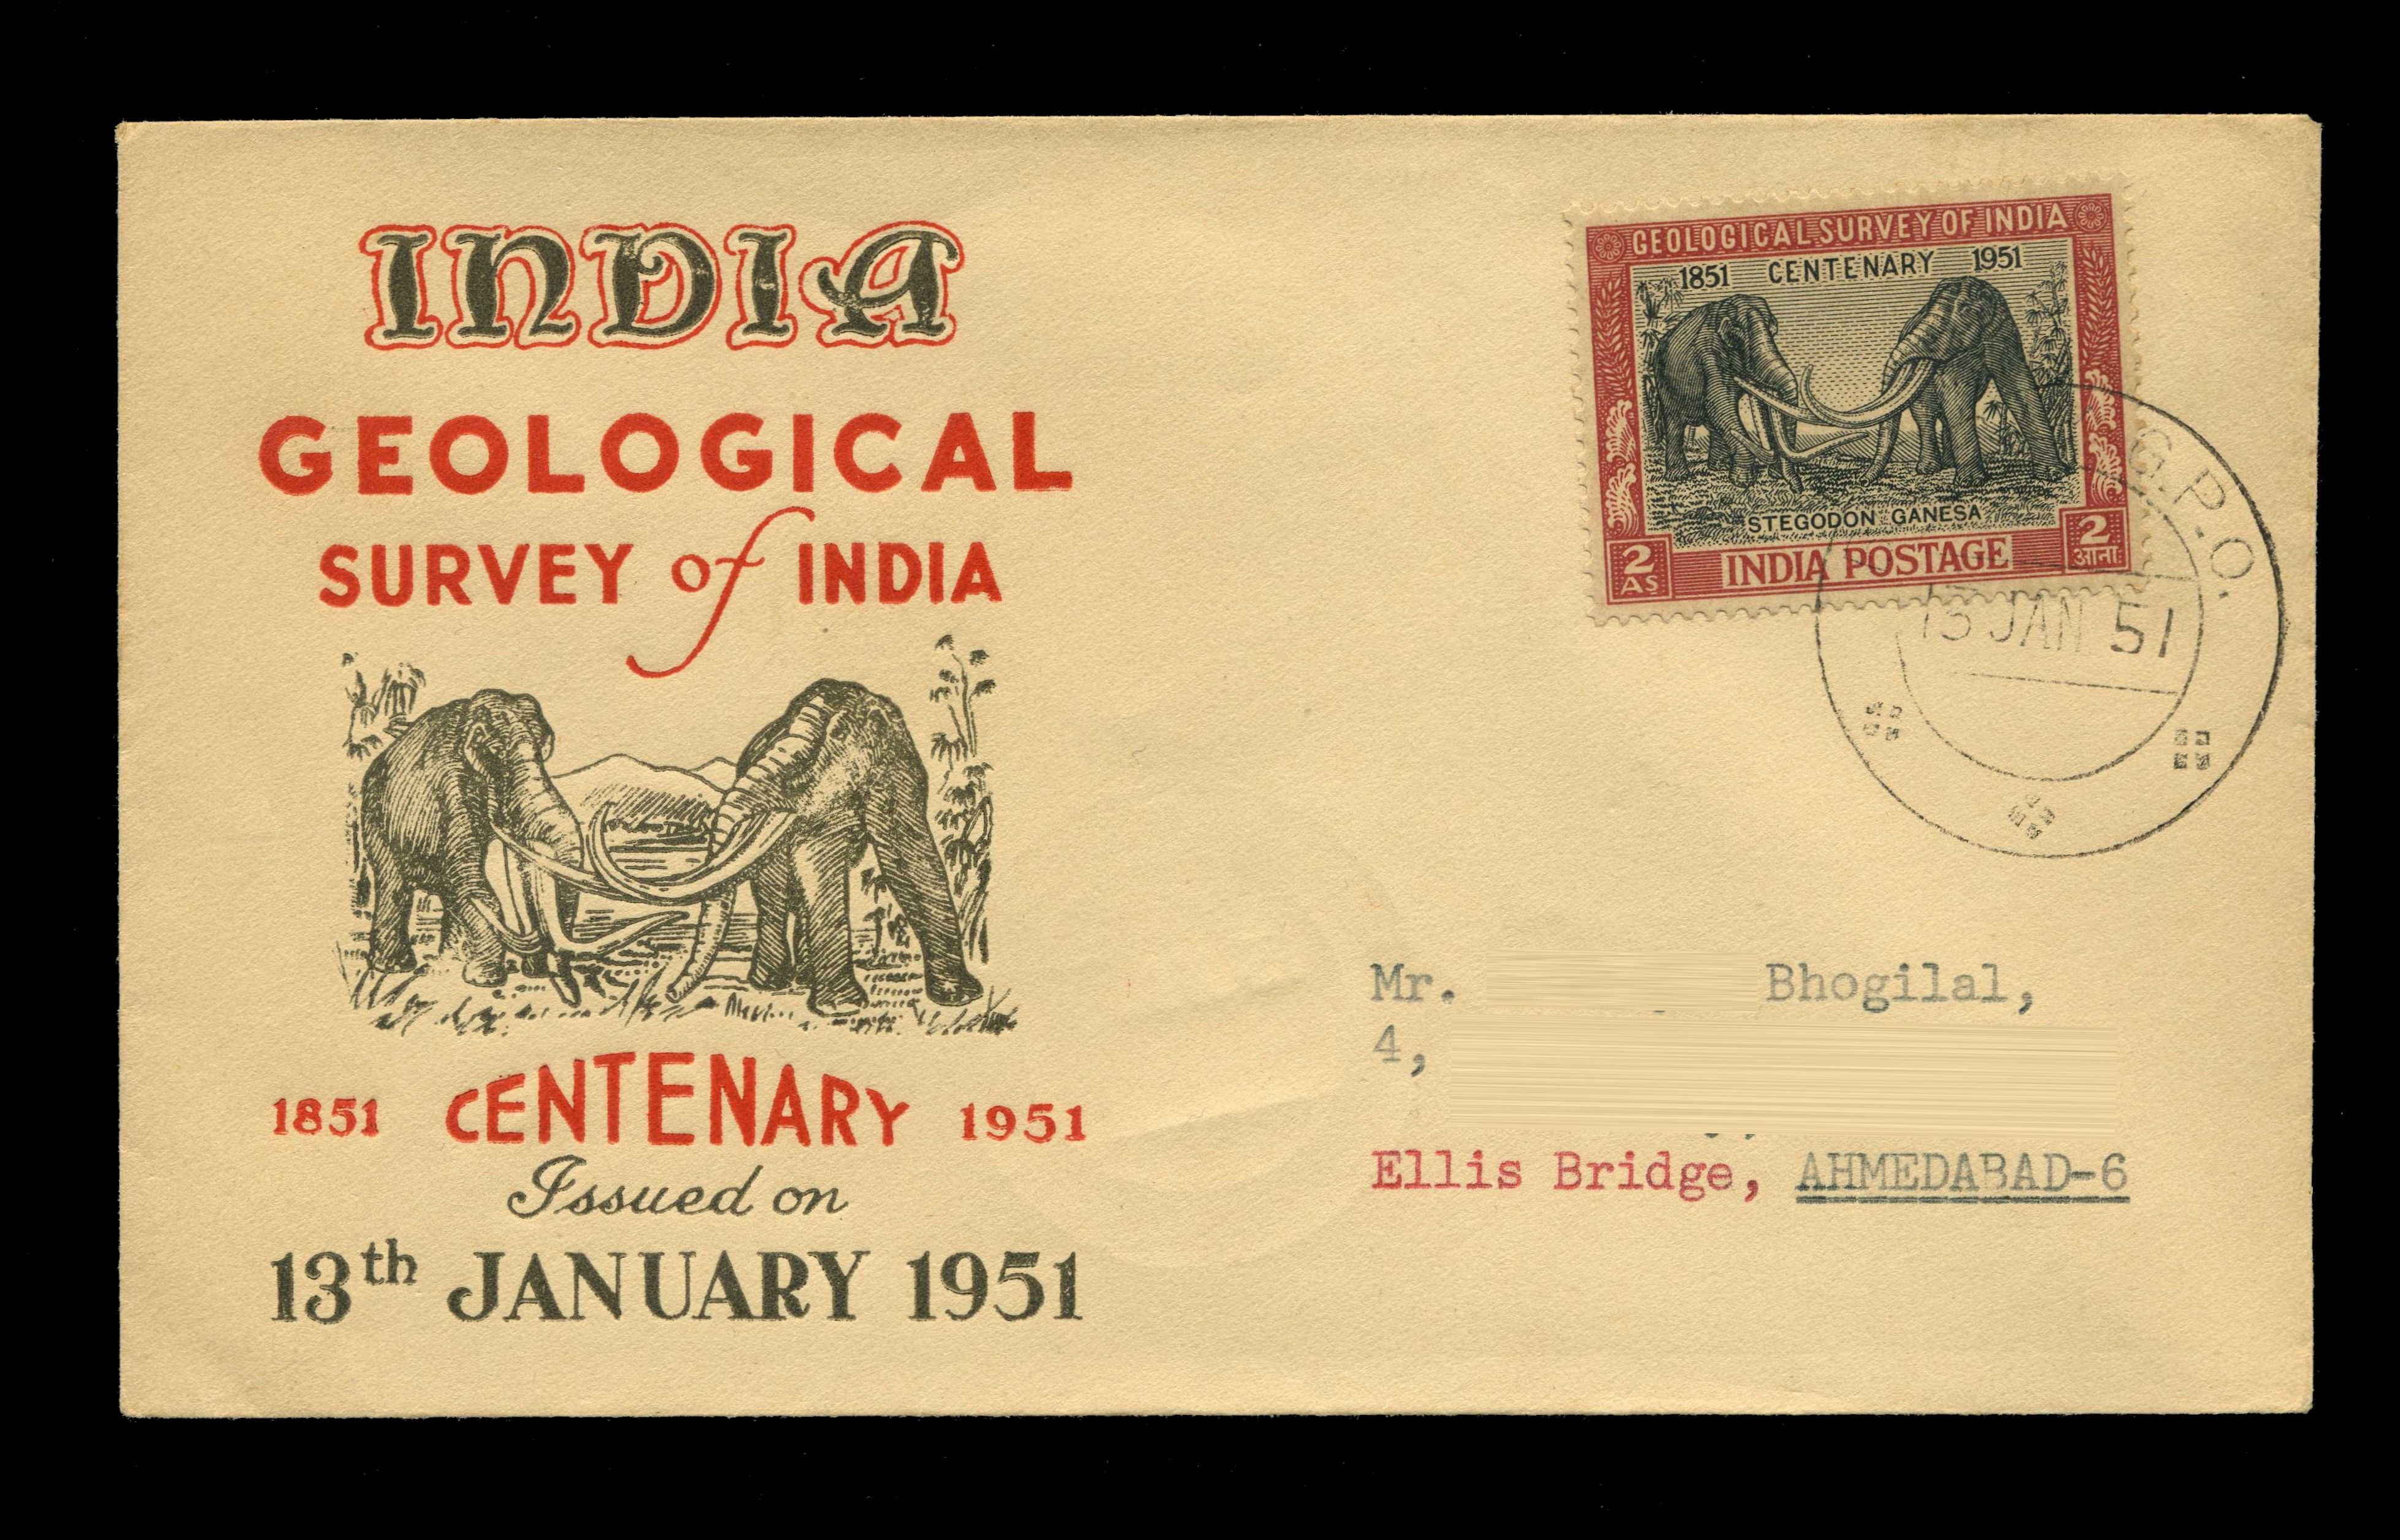 INDIA
GEOLOGICAL
SURVEY of INDIA
1851 CENTENARY 1951
Issued on
13th JANUARY 1951
GEOLOGICAL SURVEY OF INDIA
1851 CENTENARY 1951
STEGODON GANESA
2 AS
INDIA POSTAGE
2 आना
G.P.O.
13 JAN 51
Mr. Bhogilal,
4,
Ellis Bridge, AHMEDABAD-6